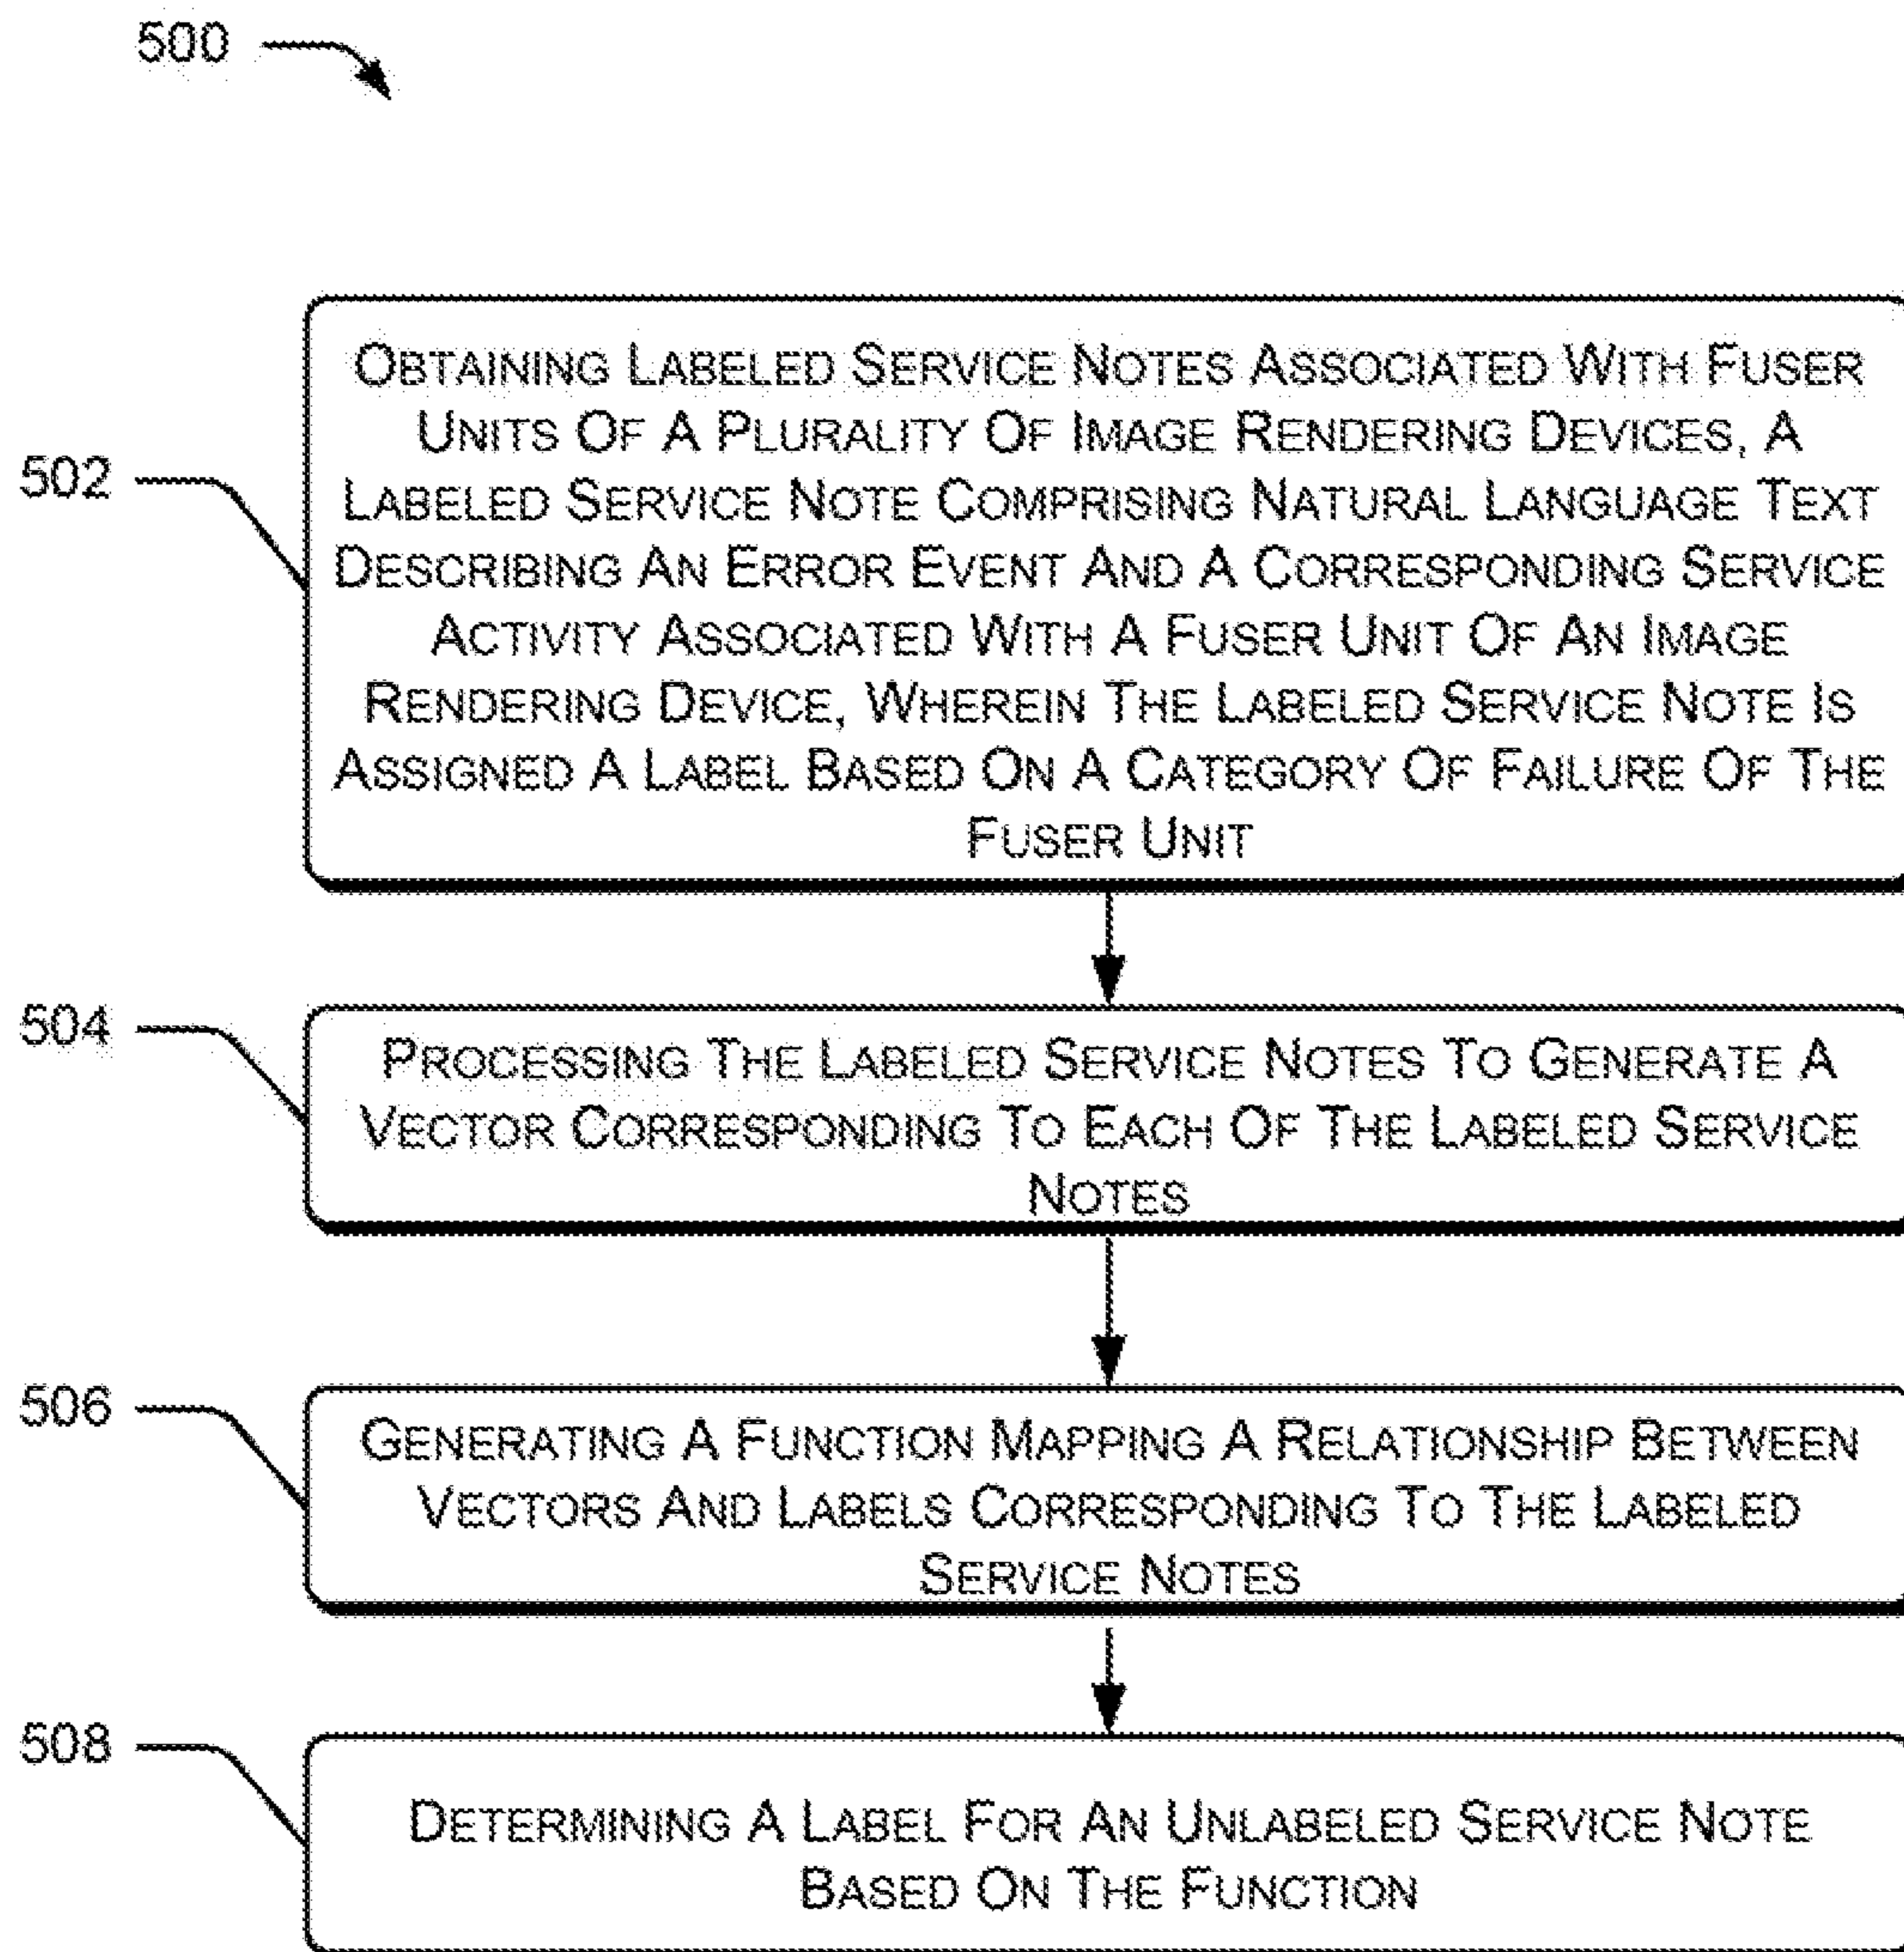 500
502
OBTAINING LABELED SERVICE NOTES ASSOCIATED WITH FUSER
UNITS OF A PLURALITY OF IMAGE RENDERING DEVICES, A
LABELED SERVICE NOTE COMPRISING NATURAL LANGUAGE TEXT
DESCRIBING AN ERROR EVENT AND A CORRESPONDING SERVICE
ACTIVITY ASSOCIATED WITH A FUSER UNIT OF AN IMAGE
RENDERING DEVICE, WHEREIN THE LABELED SERVICE NOTE IS
ASSIGNED A LABEL BASED ON A CATEGORY OF FAILURE OF THE
FUSER UNIT
504
PROCESSING THE LABELED SERVICE NOTES TO GENERATE A
VECTOR CORRESPONDING TO EACH OF THE LABELED SERVICE
NOTES
506
GENERATING A FUNCTION MAPPING A RELATIONSHIP BETWEEN
VECTORS AND LABELS CORRESPONDING TO THE LABELED
SERVICE NOTES
508
DETERMINING A LABEL FOR AN UNLABELED SERVICE NOTE
BASED ON THE FUNCTION